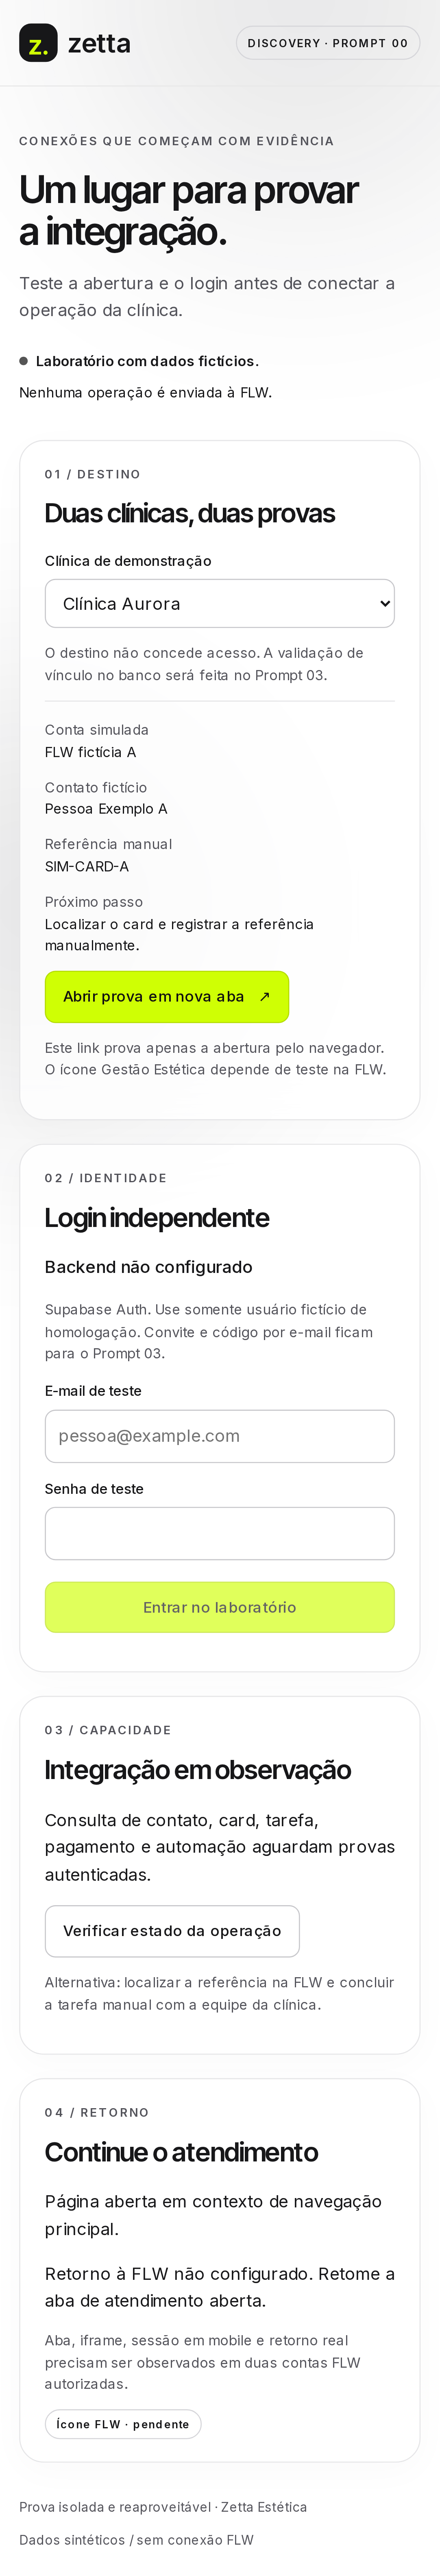 z. zetta
DISCOVERY · PROMPT 00
CONEXÕES QUE COMEÇAM COM EVIDÊNCIA
Um lugar para provar
a integração.
Teste a abertura e o login antes de conectar a
operação da clínica.
Laboratório com dados fictícios.
Nenhuma operação é enviada à FLW.
01 / DESTINO
Duas clínicas, duas provas
Clínica de demonstração
Clínica Aurora
O destino não concede acesso. A validação de
vínculo no banco será feita no Prompt 03.
Conta simulada
FLW fictícia A
Contato fictício
Pessoa Exemplo A
Referência manual
SIM-CARD-A
Próximo passo
Localizar o card e registrar a referência
manualmente.
Abrir prova em nova aba ↗
Este link prova apenas a abertura pelo navegador.
O ícone Gestão Estética depende de teste na FLW.
02 / IDENTIDADE
Login independente
Backend não configurado
Supabase Auth. Use somente usuário fictício de
homologação. Convite e código por e-mail ficam
para o Prompt 03.
E-mail de teste
pessoa@example.com
Senha de teste
Entrar no laboratório
03 / CAPACIDADE
Integração em observação
Consulta de contato, card, tarefa,
pagamento e automação aguardam provas
autenticadas.
Verificar estado da operação
Alternativa: localizar a referência na FLW e concluir
a tarefa manual com a equipe da clínica.
04 / RETORNO
Continue o atendimento
Página aberta em contexto de navegação
principal.
Retorno à FLW não configurado. Retome a
aba de atendimento aberta.
Aba, iframe, sessão em mobile e retorno real
precisam ser observados em duas contas FLW
autorizadas.
Ícone FLW · pendente
Prova isolada e reaproveitável · Zetta Estética
Dados sintéticos / sem conexão FLW